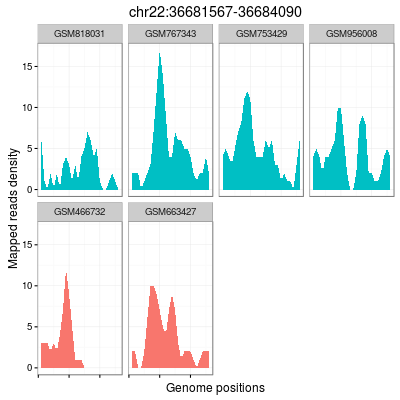 chr22:36681567-36684090
GSM818031 GSM767343 GSM753429 GSM956008
15
10
5
0
GSM466732 GSM663427
15
10
5
0
Mapped reads density
Genome positions